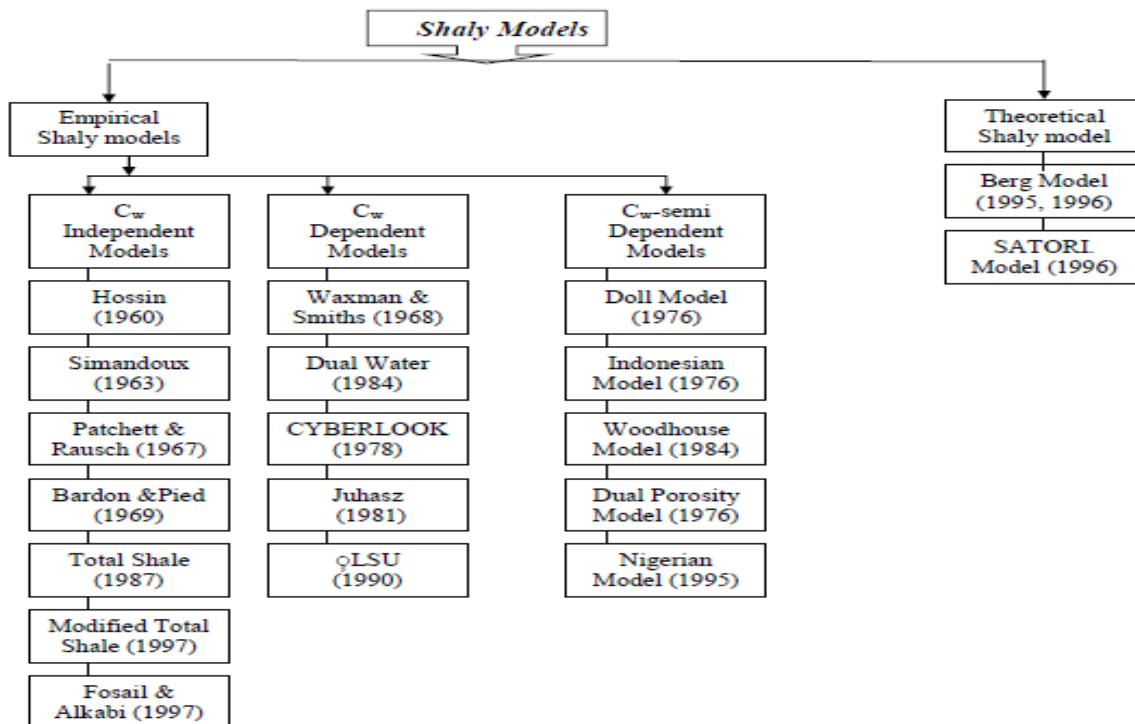 Shaly Models
Empirical
Shaly models
Theoretical
Shaly model
Berg Model
(1995, 1996)
SATORI.
Model (1996)
Cw
Independent
Models
Hossin
(1960)
Simandoux
(1963)
Patchett &
Rausch (1967)
Bardon &Pied
(1969)
Total Shale
(1987)
Modified Total
Shale (1997)
Fosail &
Alkabi (1997)
Cw
Dependent
Models
Waxman &
Smiths (1968)
Dual Water
(1984)
CYBERLOOK
(1978)
Juhasz
(1981)
ϙLSU
(1990)
Cw-semi
Dependent
Models
Doll Model
(1976)
Indonesian
Model (1976)
Woodhouse
Model (1984)
Dual Porosity
Model (1976)
Nigerian
Model (1995)